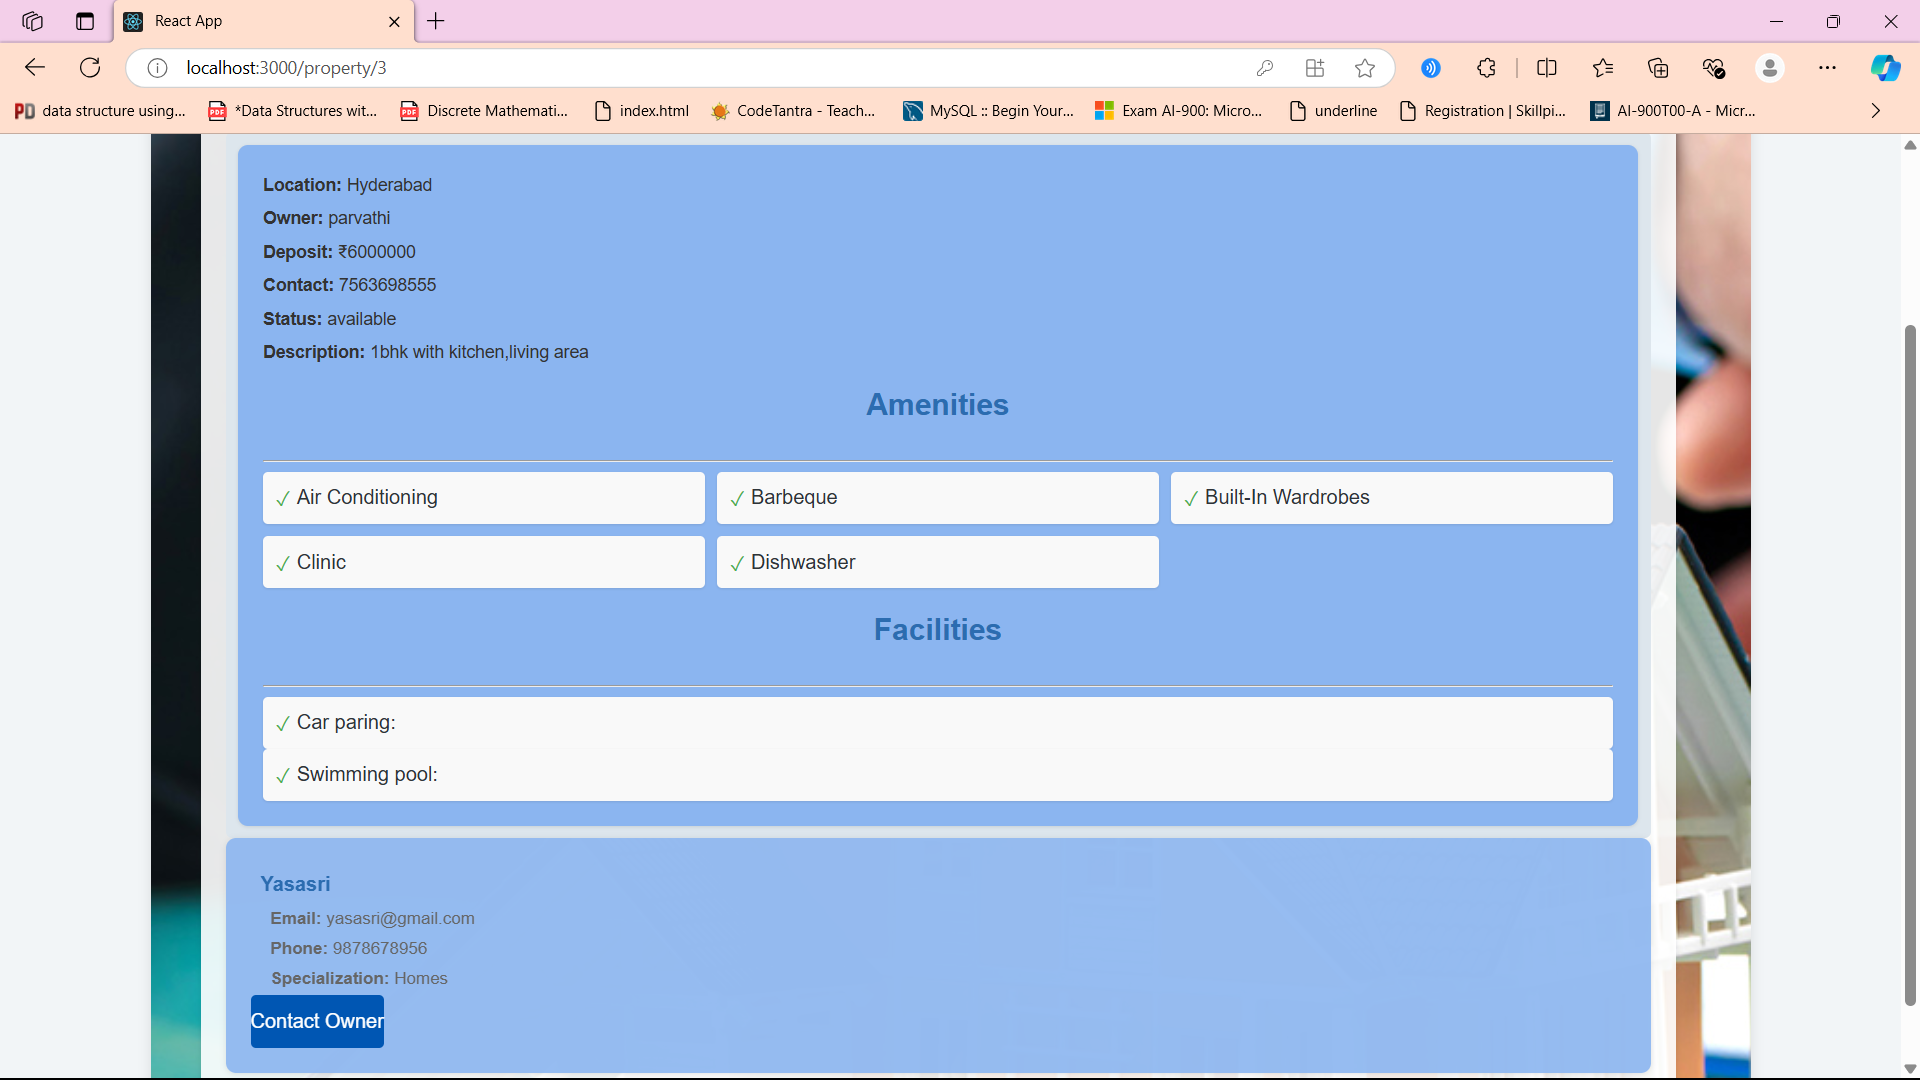 React App
localhost:3000/property/3
data structure using...
*Data Structures wit...
Discrete Mathemati...
index.html
CodeTantra - Teach...
MySQL :: Begin Your...
Exam AI-900: Micro...
underline
Registration | Skillpi...
AI-900T00-A - Micr...
Location: Hyderabad
Owner: parvathi
Deposit: ₹6000000
Contact: 7563698555
Status: available
Description: 1bhk with kitchen,living area
Amenities
✓ Air Conditioning
✓ Barbeque
✓ Built-In Wardrobes
✓ Clinic
✓ Dishwasher
Facilities
✓ Car paring:
✓ Swimming pool:
Yasasri
Email: yasasri@gmail.com
Phone: 9878678956
Specialization: Homes
Contact Owner